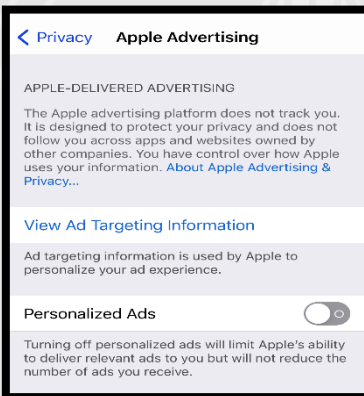 Privacy Apple Advertising
APPLE-DELIVERED ADVERTISING
The Apple advertising platform does not track you.
It is designed to protect your privacy and does not
follow you across apps and websites owned by
other companies. You have control over how Apple
uses your information. About Apple Advertising &
Privacy...
View Ad Targeting Information
Ad targeting information is used by Apple to
personalize your ad experience.
Personalized Ads
Turning off personalized ads will limit Apple's ability
to deliver relevant ads to you but will not reduce the
number of ads you receive.